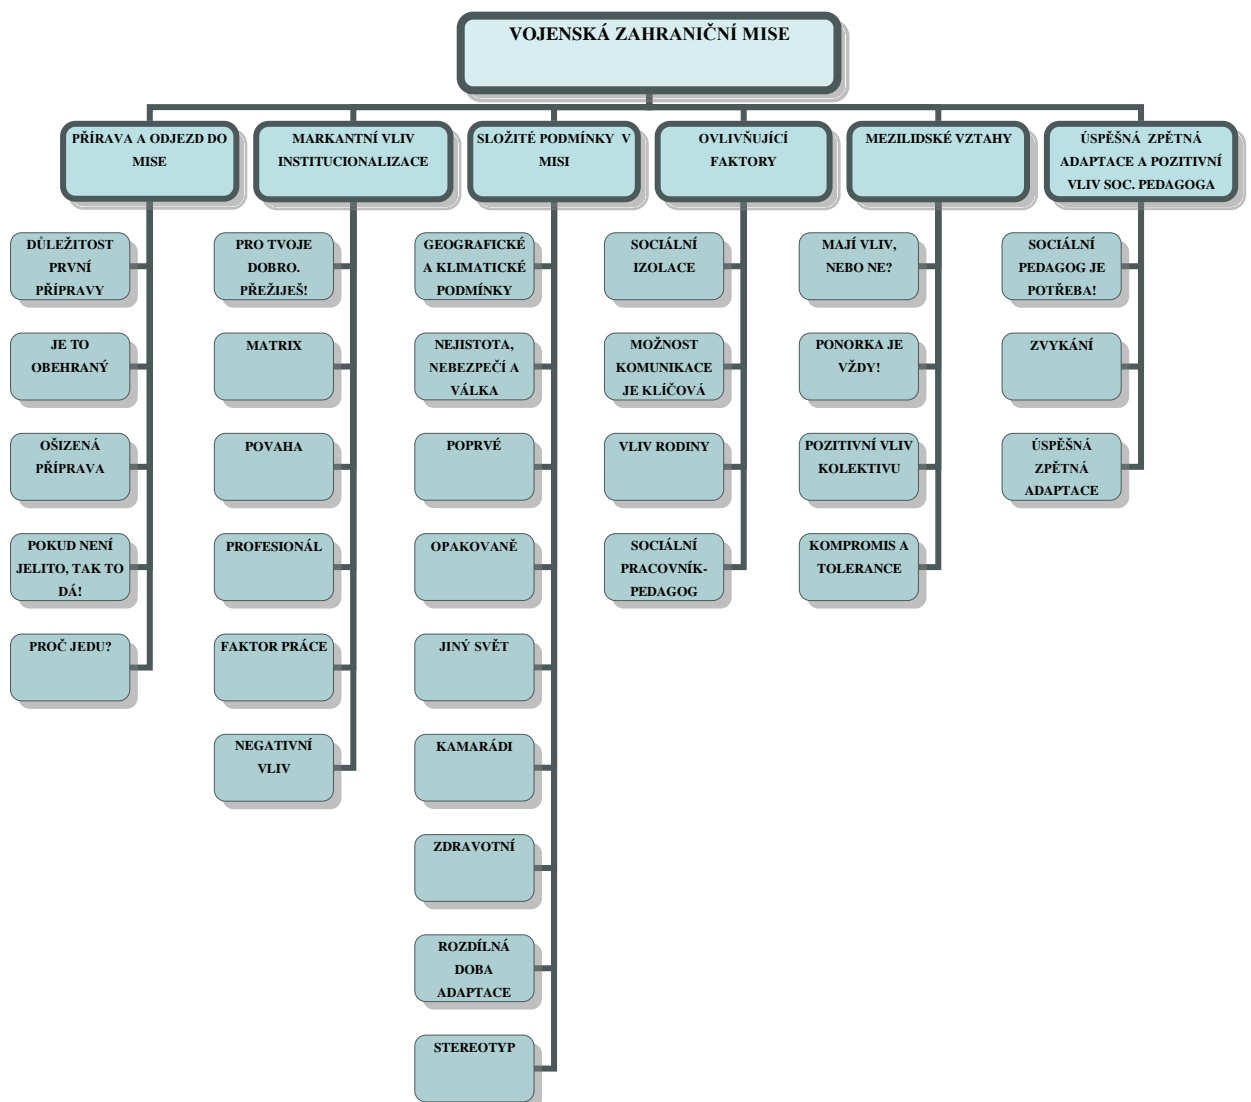 VOJENSKÁ ZAHRANIČNÍ MISE
PŘÍRAVA A ODJEZD DO
MISE
MARKANTNÍ VLIV
INSTITUCIONALIZACE
SLOŽITÉ PODMÍNKY V
MISI
OVLIVŇUJÍCÍ
FAKTORY
MEZILIDSKÉ VZTAHY
ÚSPĚŠNÁ ZPĚTNÁ
ADAPTACE A POZITIVNÍ
VLIV SOC. PEDAGOGA
DŮLEŽITOST
PRVNÍ
PŘÍPRAVY
JE TO
OBEHRANÝ
OŠIZENÁ
PŘÍPRAVA
POKUD NENÍ
JELITO, TAK TO
DÁ!
PROČ JEDU?
PRO TVOJE
DOBRO.
PŘEŽIJEŠ!
MATRIX
POVAHA
PROFESIONÁL
FAKTOR PRÁCE
NEGATIVNÍ
VLIV
GEOGRAFICKÉ
A KLIMATICKÉ
PODMÍNKY
NEJISTOTA,
NEBEZPEČÍ A
VÁLKA
POPRVÉ
OPAKOVANĚ
JINÝ SVĚT
KAMARÁDI
ZDRAVOTNÍ
ROZDÍLNÁ
DOBA
ADAPTACE
STEREOTYP
SOCIÁLNÍ
IZOLACE
MOŽNOST
KOMUNIKACE
JE KLÍČOVÁ
VLIV RODINY
SOCIÁLNÍ
PRACOVNÍK-
PEDAGOG
MAJÍ VLIV,
NEBO NE?
PONORKA JE
VŽDY!
POZITIVNÍ VLIV
KOLEKTIVU
KOMPROMIS A
TOLERANCE
SOCIÁLNÍ
PEDAGOG JE
POTŘEBA!
ZVYKÁNÍ
ÚSPĚŠNÁ
ZPĚTNÁ
ADAPTACE